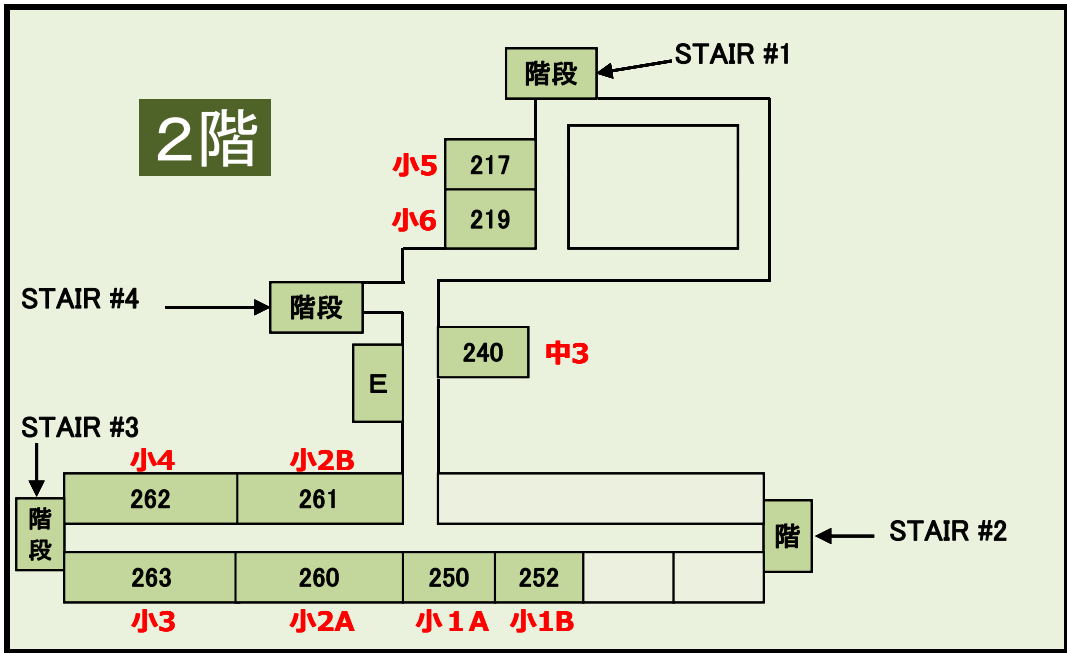 STAIR #1
階段
２階
小5
217
小6
219
STAIR #4
階段
240
中3
E
STAIR #3
小4
小2B
262
261
階段
階
STAIR #2
263
260
250
252
小3
小2A
小１A
小1B